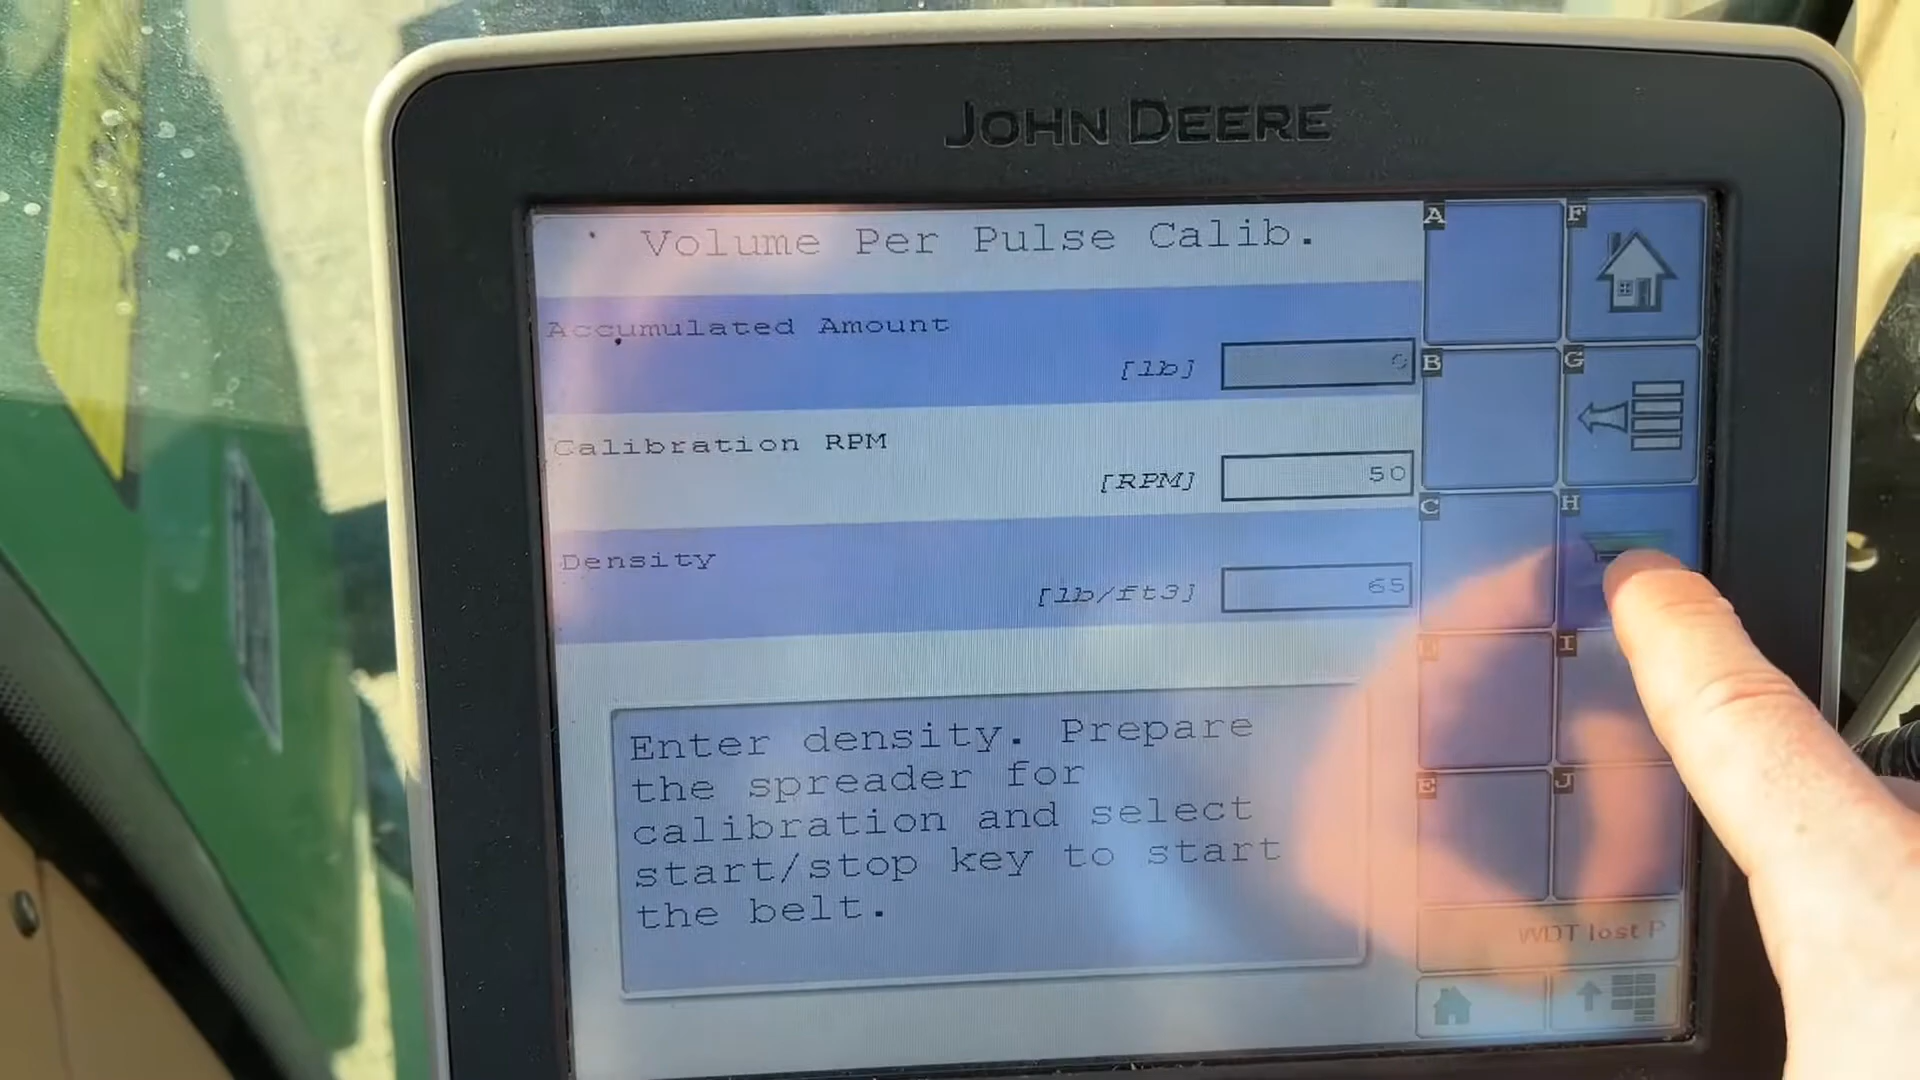 JOHN DEERE
Volume Per Pulse Calib.
Accumulated Amount
[lb]
Calibration RPM
[RPM] 50
Density
[lb/ft3] 65
Enter density. Prepare
the spreader for
calibration and select
start/stop key to start
the belt.
A
F
B
G
C
H
I
E
J
WDT lost P